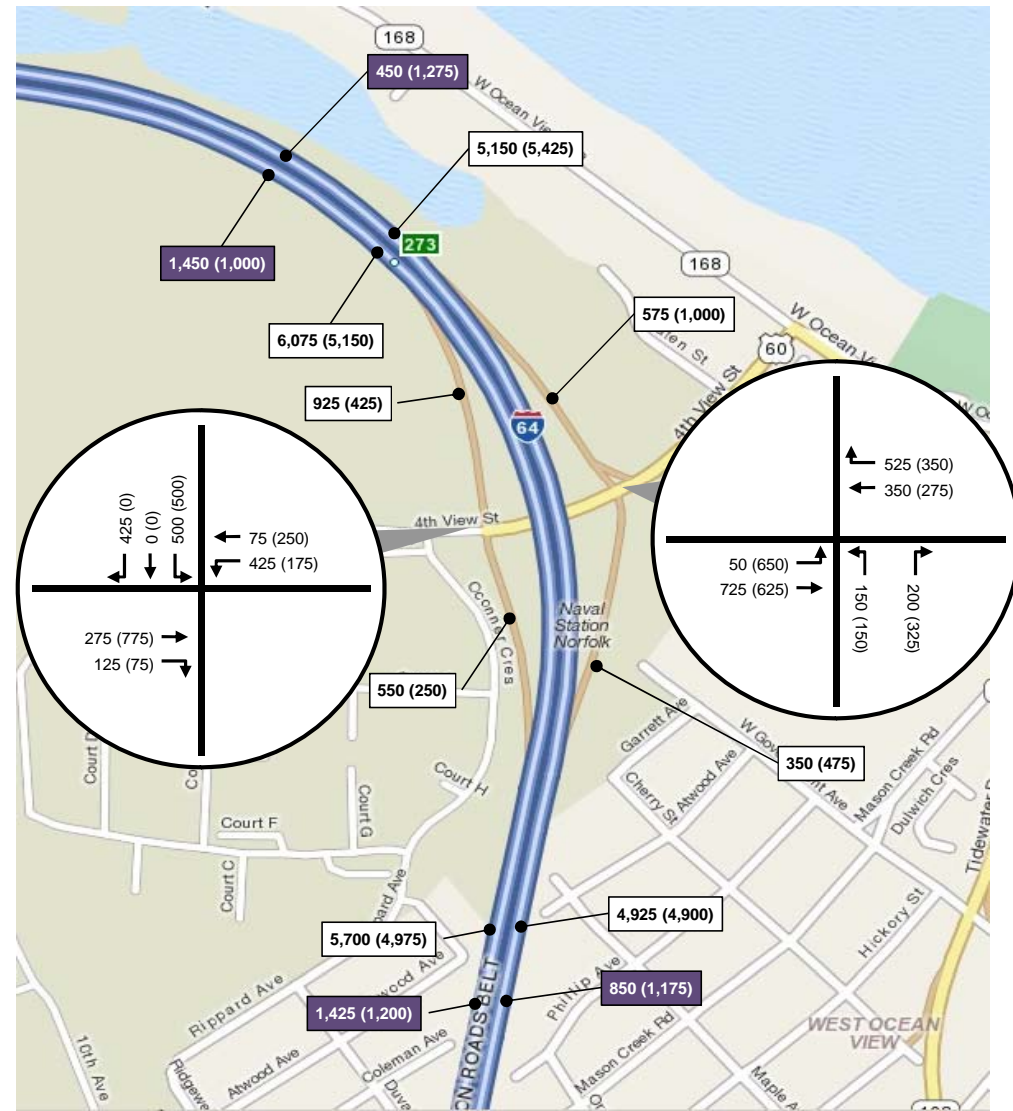 168
450 (1,275)
W Ocean Vie
5,150 (5,425)
273
1,450 (1,000)
168
575 (1,000)
W Ocean Vi
60
6,075 (5,150)
925 (425)
4th View St
64
525 (350)
350 (275)
425 (0)
0 (0)
500 (500)
4th View St
75 (250)
425 (175)
50 (650)
725 (625)
150 (150)
200 (325)
Oconner Cres
Naval
Station
Norfolk
275 (775)
125 (75)
550 (250)
Garrett Ave
350 (475)
Mason Creek Rd
Dulwich Cres
Court H
Cherry St
Atwood Ave
Court G
Court F
Court C
Hickory St
5,700 (4,975)
4,925 (4,900)
Rippard Ave
Phillip Ave
1,425 (1,200)
850 (1,175)
ON ROADS BELT
WEST OCEAN
VIEW
10th Ave
Atwood Ave
Coleman Ave
Mason Creek Rd